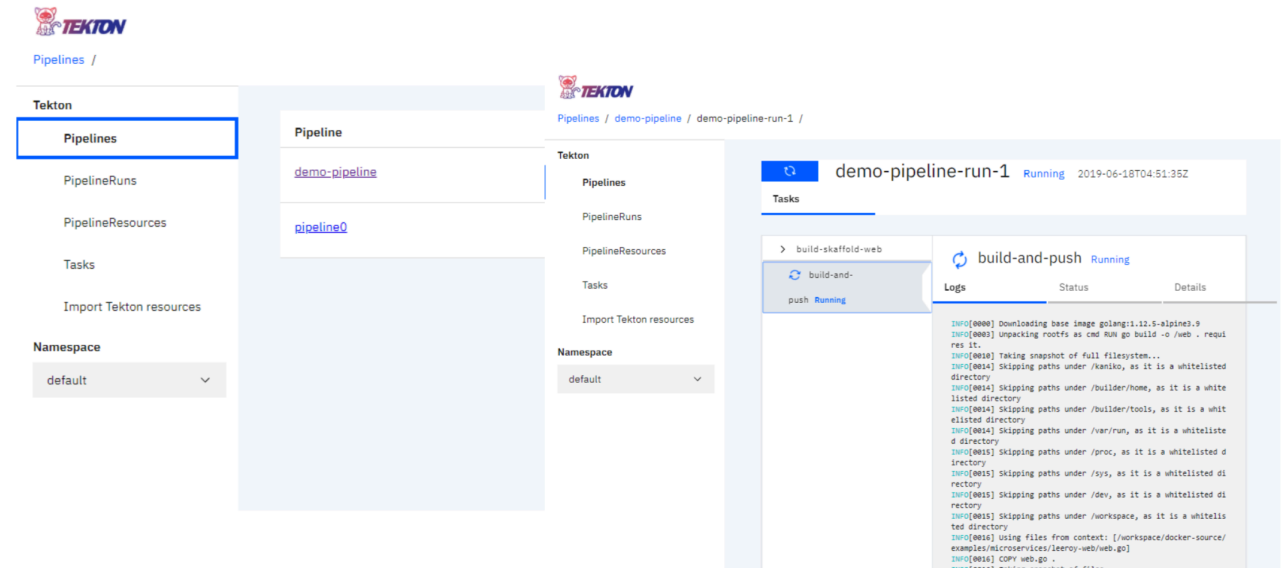 TEKTON
Pipelines /
Tekton
Pipelines
PipelineRuns
PipelineResources
Tasks
Import Tekton resources
Namespace
default
Pipeline
demo-pipeline
pipeline0
TEKTON
Pipelines / demo-pipeline / demo-pipeline-run-1 /
Tekton
Pipelines
PipelineRuns
PipelineResources
Tasks
Import Tekton resources
Namespace
default
demo-pipeline-run-1 Running 2019-06-18T04:51:35Z
Tasks
build-skaffold-web
build-and-
push Running
build-and-push Running
Logs Status Details
INFO[0000] Downloading base image golang:1.12.5-alpine3.9
INFO[0003] Unpacking rootfs as cmd RUN go build -o /web . requi
res it.
INFO[0010] Taking snapshot of full filesystem...
INFO[0014] Skipping paths under /kaniko, as it is a whitelisted
directory
INFO[0014] Skipping paths under /builder/home, as it is a white
listed directory
INFO[0014] Skipping paths under /builder/tools, as it is a whit
elisted directory
INFO[0014] Skipping paths under /var/run, as it is a whiteliste
d directory
INFO[0015] Skipping paths under /proc, as it is a whitelisted d
irectory
INFO[0015] Skipping paths under /sys, as it is a whitelisted di
rectory
INFO[0015] Skipping paths under /dev, as it is a whitelisted di
rectory
INFO[0015] Skipping paths under /workspace, as it is a whitelis
ted directory
INFO[0016] Using files from context: [/workspace/docker-source/
examples/microservices/leeroy-web/web.go]
INFO[0016] COPY web.go .